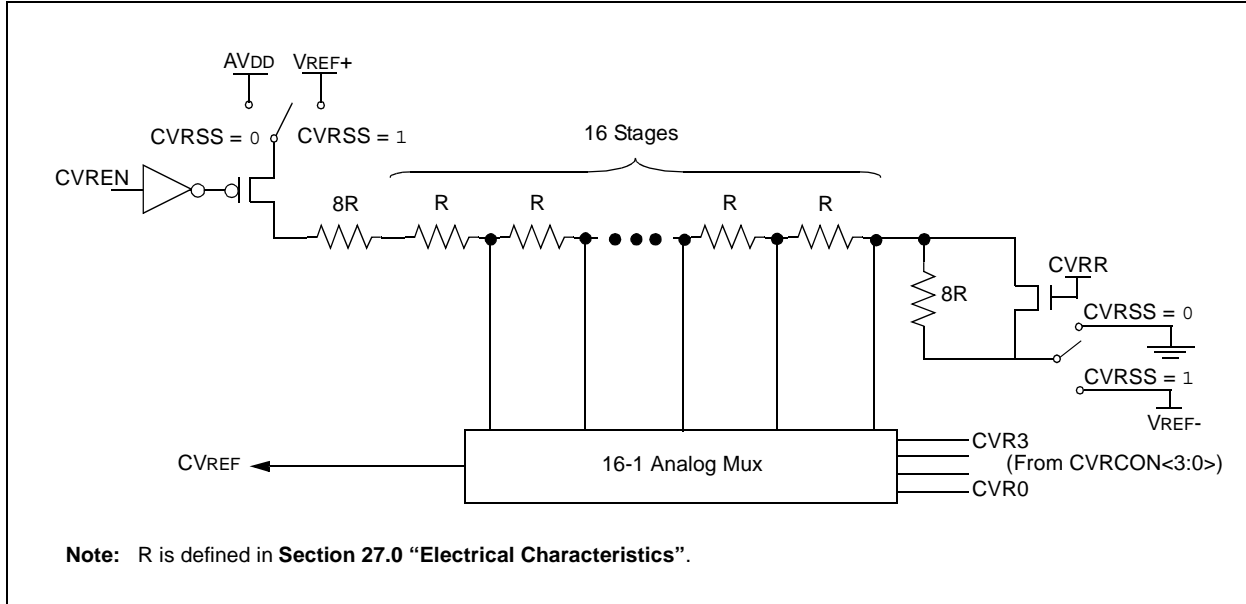 AVDD
VREF+
CVRSS = 0
CVRSS = 1
16 Stages
CVREN
8R
R
R
R
R
CVRR
8R
CVRSS = 0
CVRSS = 1
VREF-
CVREF
16-1 Analog Mux
CVR3
(From CVRCON<3:0>)
CVR0
Note: R is defined in Section 27.0 “Electrical Characteristics”.